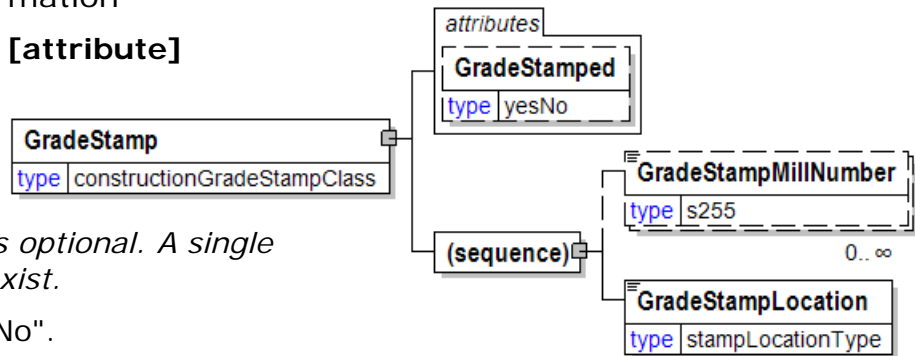 rmation
[attribute]
attributes
GradeStamped
type yesNo
GradeStamp
type constructionGradeStampClass
GradeStampMillNumber
type s255
0.. ∞
s optional. A single
xist.
(sequence)
No".
GradeStampLocation
type stampLocationType